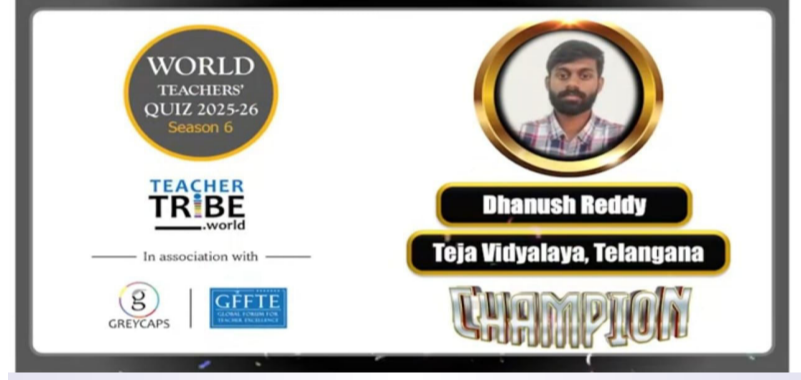 WORLD
TEACHERS'
QUIZ 2025-26
Season 6
TEACHER
TRIBE
.world
In association with
g
GREYCAPS
GFFTE
GLOBAL FORUM FOR
TEACHER EXCELLENCE
Dhanush Reddy
Teja Vidyalaya, Telangana
CHAMPION